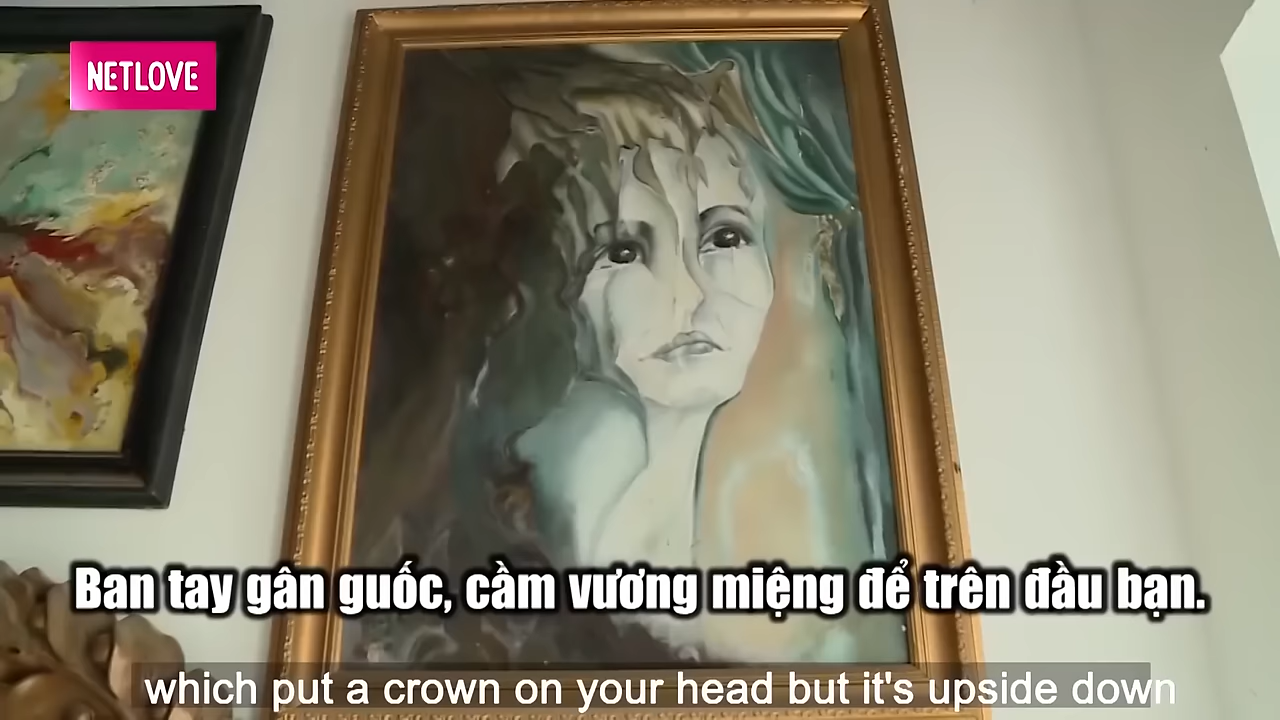 NETLOVE
Ban tay gân guốc, cầm vương miệng để trên đầu bạn.
which put a crown on your head but it's upside down